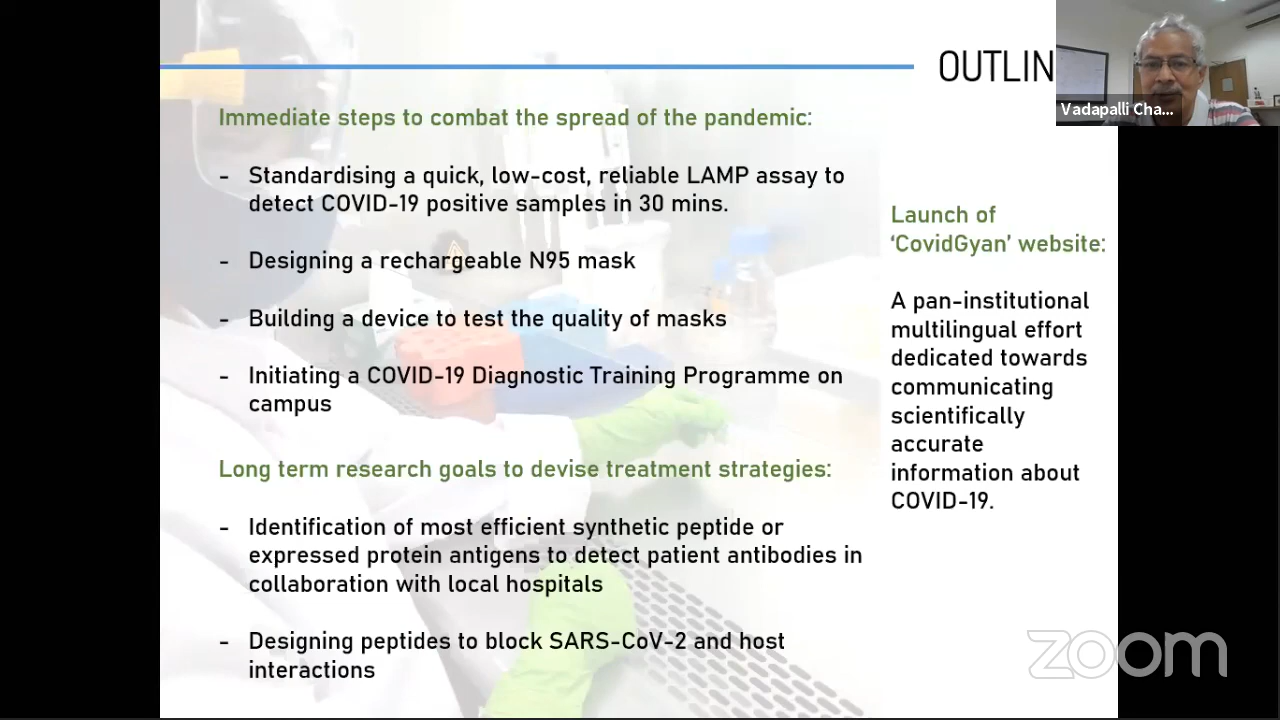 OUTLIN
Vadapalli Cha...
Immediate steps to combat the spread of the pandemic:
- Standardising a quick, low-cost, reliable LAMP assay to
detect COVID-19 positive samples in 30 mins.
- Designing a rechargeable N95 mask
- Building a device to test the quality of masks
- Initiating a COVID-19 Diagnostic Training Programme on
campus
Long term research goals to devise treatment strategies:
- Identification of most efficient synthetic peptide or
expressed protein antigens to detect patient antibodies in
collaboration with local hospitals
- Designing peptides to block SARS-CoV-2 and host
interactions
Launch of
‘CovidGyan’ website:
A pan-institutional
multilingual effort
dedicated towards
communicating
scientifically
accurate
information about
COVID-19.
zoom